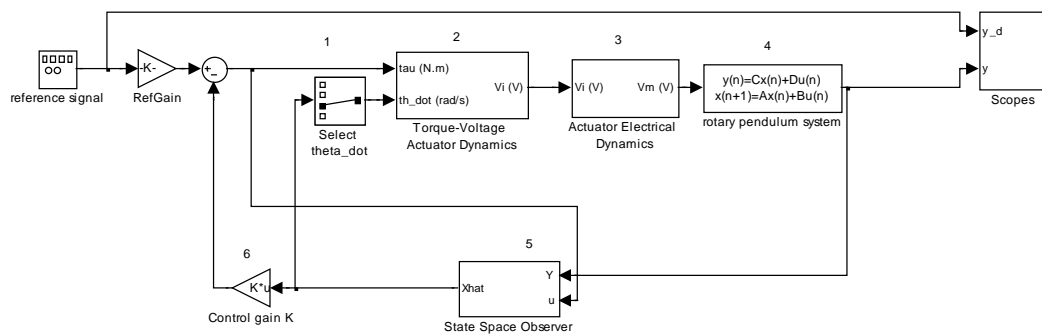 1
2
3
4
y_d
y
Scopes
reference signal
-K-
RefGain
+
-
tau (N.m)
th_dot (rad/s)
Vi (V)
Torque-Voltage
Actuator Dynamics
Select
theta_dot
Vi (V)
Vm (V)
Actuator Electrical
Dynamics
y(n)=Cx(n)+Du(n)
x(n+1)=Ax(n)+Bu(n)
rotary pendulum system
5
6
K*u
Control gain K
Xhat
Y
u
State Space Observer